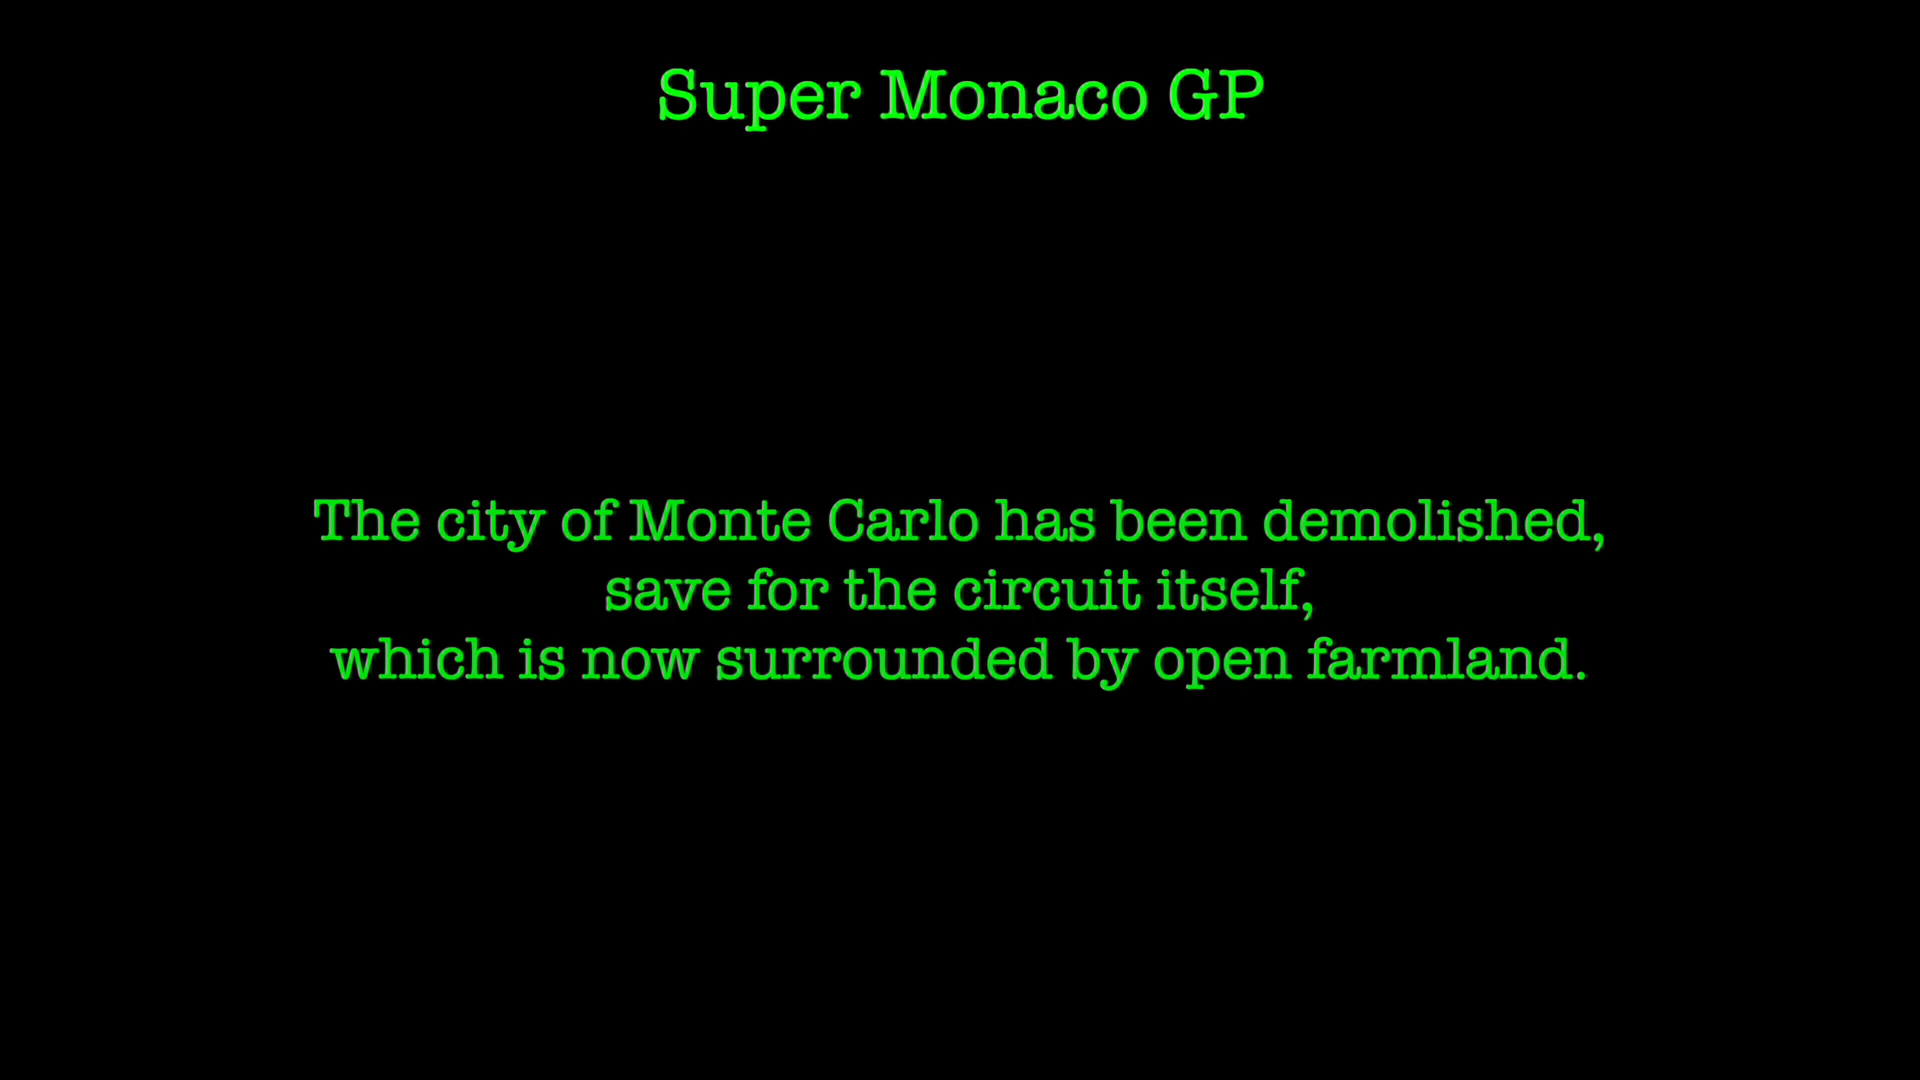 Super Monaco GP
The city of Monte Carlo has been demolished,
save for the circuit itself,
which is now surrounded by open farmland.